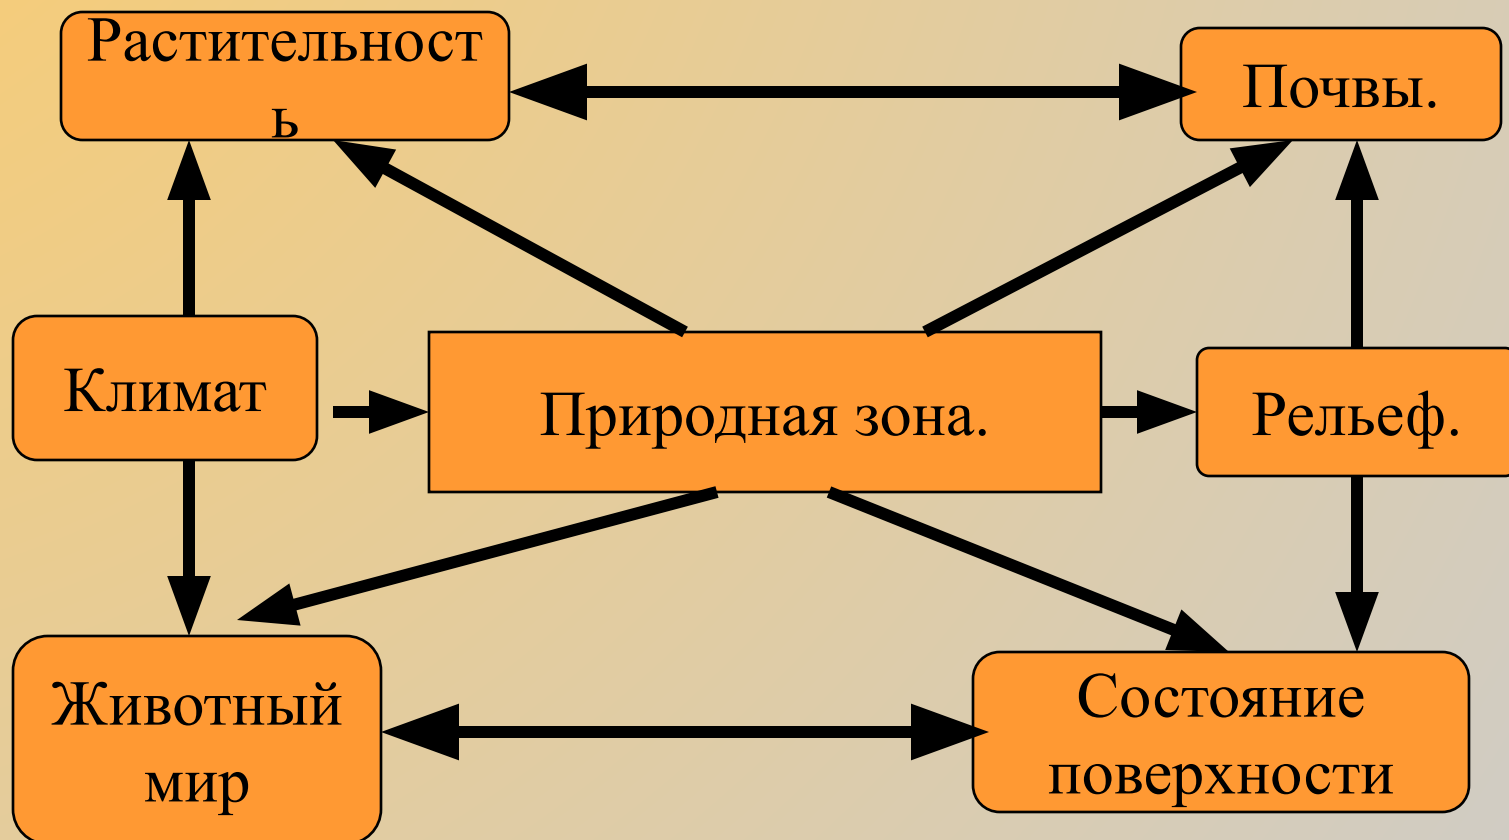 Растительност
ь
Почвы.
Климат
Природная зона.
Рельеф.
Животный
мир
Состояние
поверхности